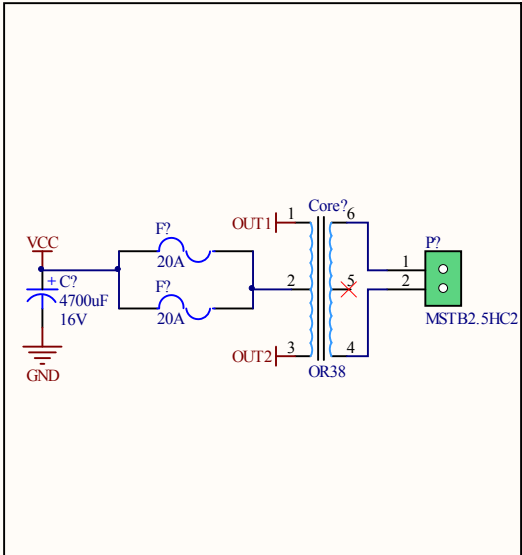 Core?
OUT1 1 6
VCC
F?
20A
P?
1
2
+ C?
4700uF
16V
F?
20A
2 5
MSTB2.5HC2
GND
OUT2 3 4
OR38